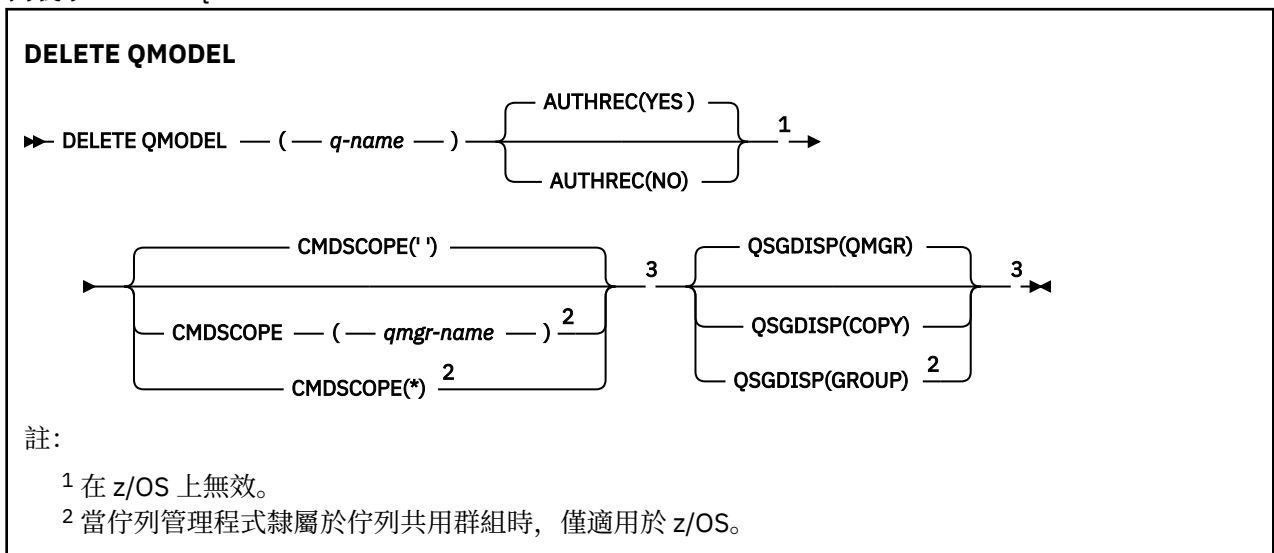 DELETE QMODEL
AUTHREC(YES )
1
DELETE QMODEL ( q-name )
AUTHREC(NO)
CMDSCOPE(' ') QSGDISP(QMGR)
3 3
CMDSCOPE ( qmgr-name ) 2 QSGDISP(COPY)
CMDSCOPE(*) 2 QSGDISP(GROUP) 2
註:
1 在 z/OS 上無效。
2 當佇列管理程式隸屬於佇列共用群組時, 僅適用於 z/OS。